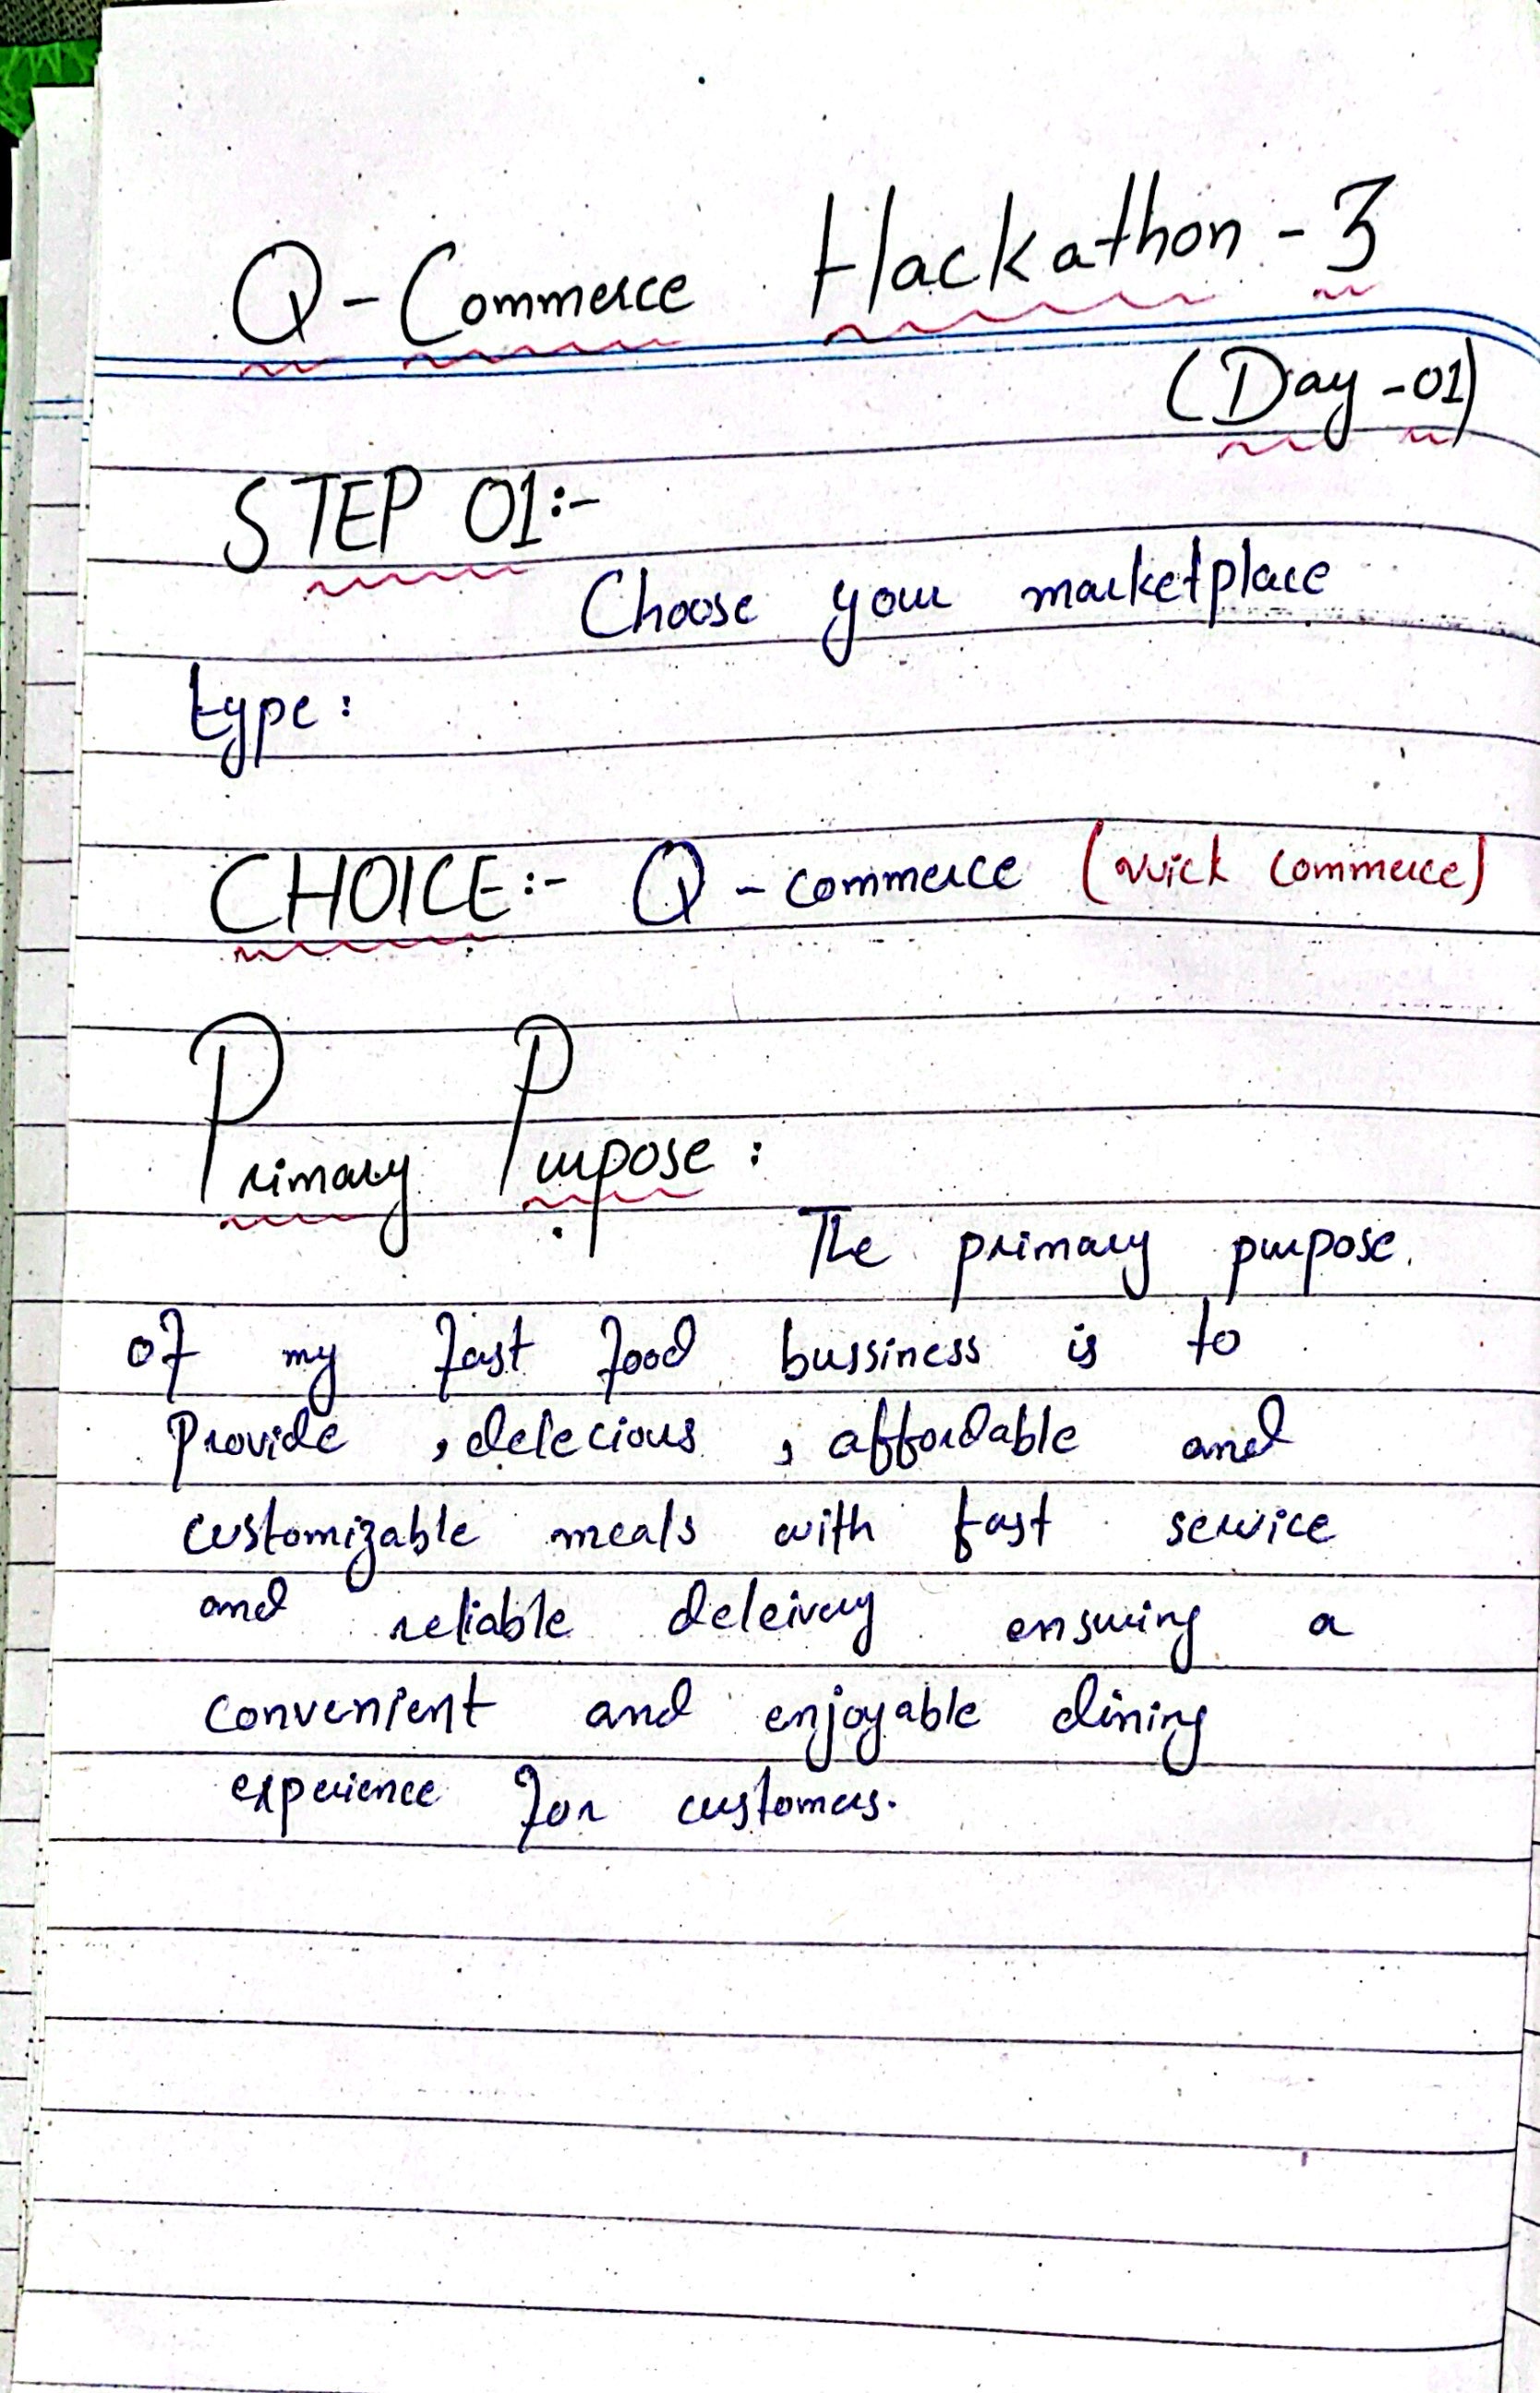 Q-Commerce Hackathon-3
(Day-01)
STEP 01:-
Choose your marketplace
type:
CHOICE:- Q-commerce (quick commerce)
Primary Purpose:
The primary purpose.
of my fast food bussiness is to
Provide , delecious , affordable and
customizable meals with fast service
and reliable deleivery ensuring a
convenient and enjoyable dining
experience for customers.